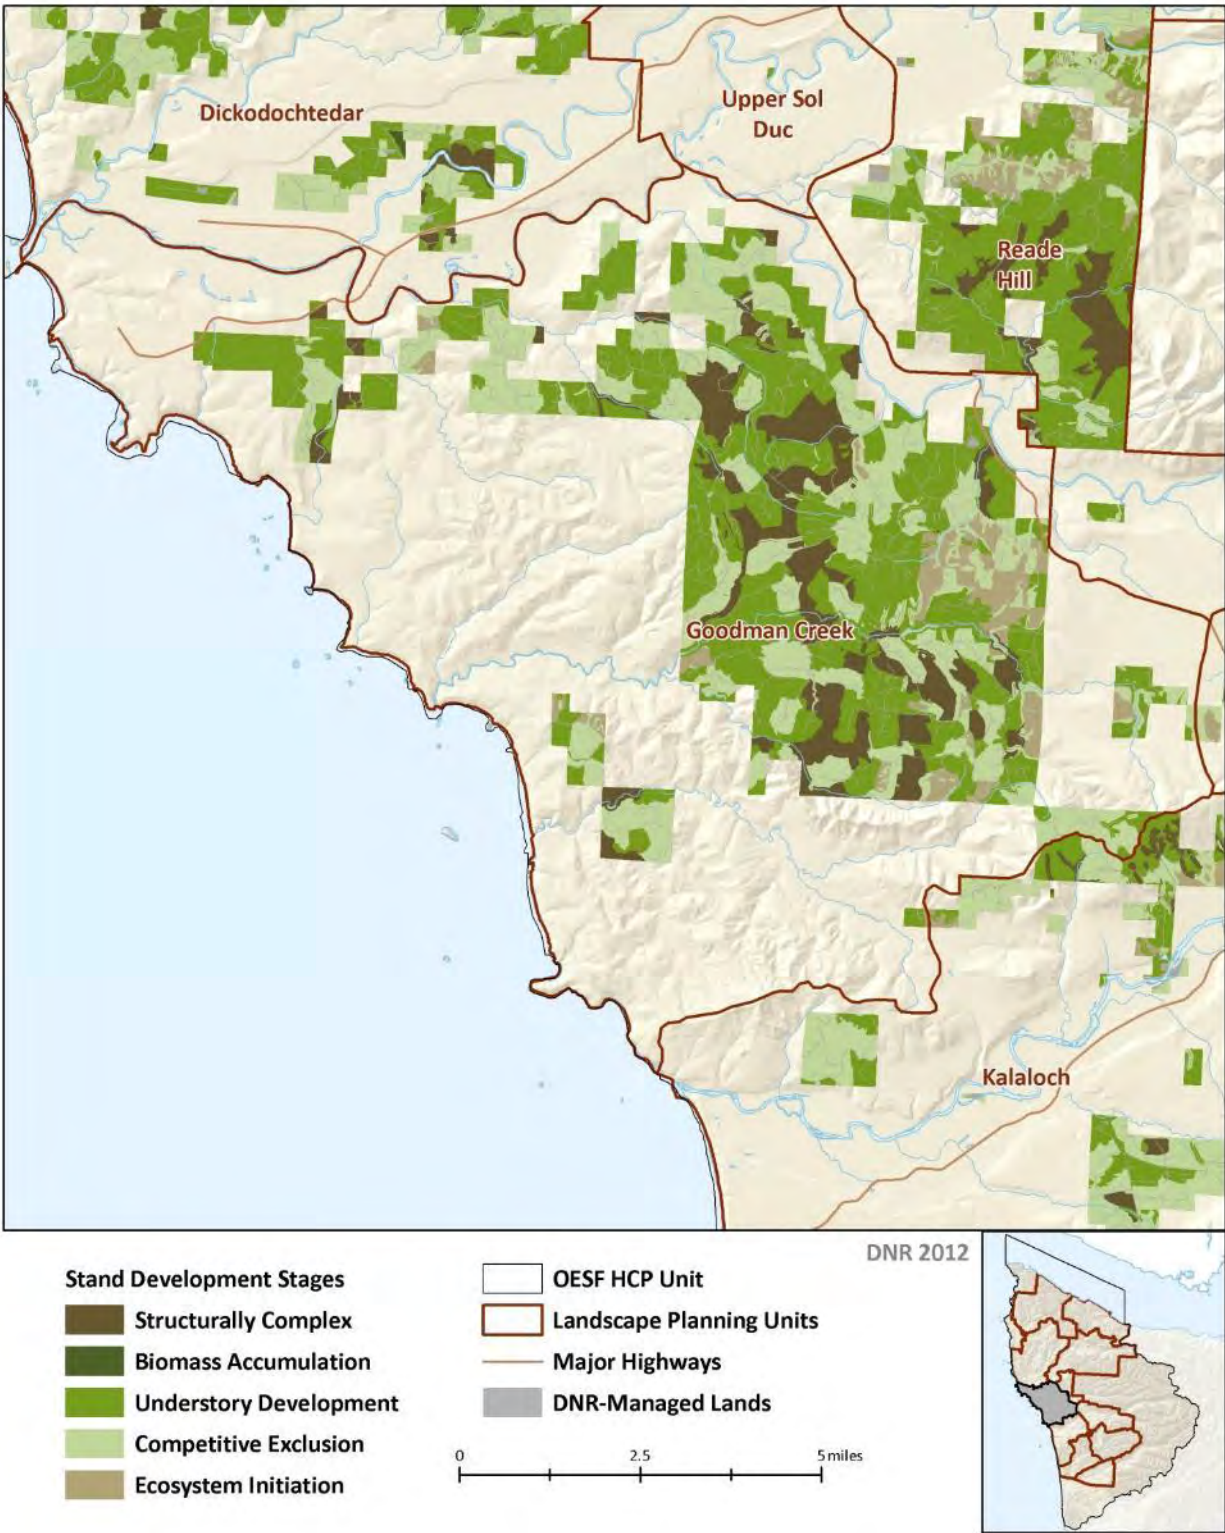 Dickodochtedar
Upper Sol
Duc
Reade
Hill
Goodman Creek
Kalaloch
DNR 2012
Stand Development Stages
Structurally Complex
Biomass Accumulation
Understory Development
Competitive Exclusion
Ecosystem Initiation
OESF HCP Unit
Landscape Planning Units
Major Highways
DNR-Managed Lands
0 2.5 5 miles